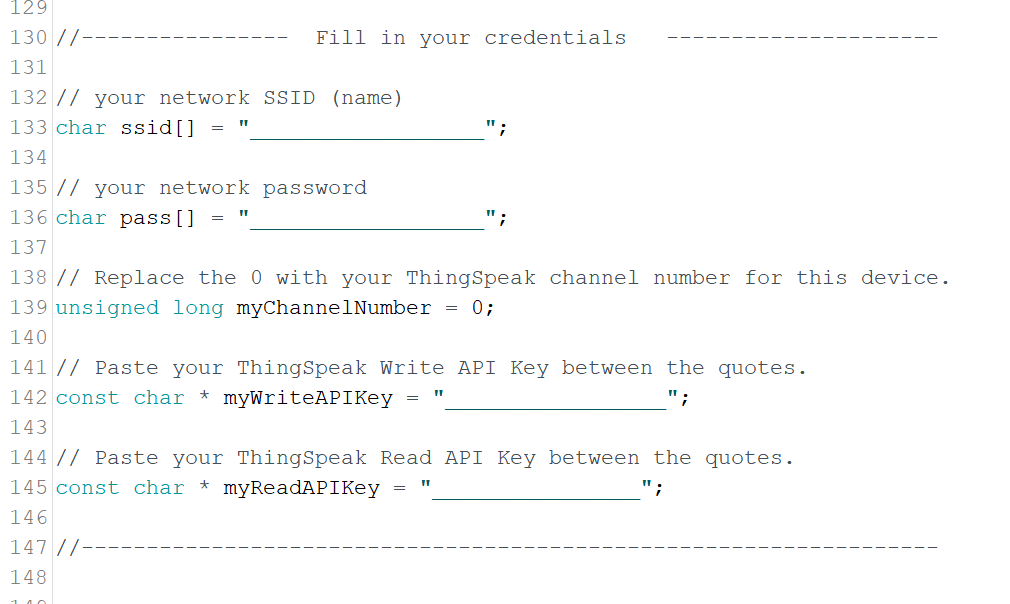 129
130 //---------------- Fill in your credentials ---------------------
131
132 // your network SSID (name)
133 char ssid[] = "__________________";
134
135 // your network password
136 char pass[] = "__________________";
137
138 // Replace the 0 with your ThingSpeak channel number for this device.
139 unsigned long myChannelNumber = 0;
140
141 // Paste your ThingSpeak Write API Key between the quotes.
142 const char * myWriteAPIKey = "_________________";
143
144 // Paste your ThingSpeak Read API Key between the quotes.
145 const char * myReadAPIKey = "________________";
146
147 //------------------------------------------------------------------
148